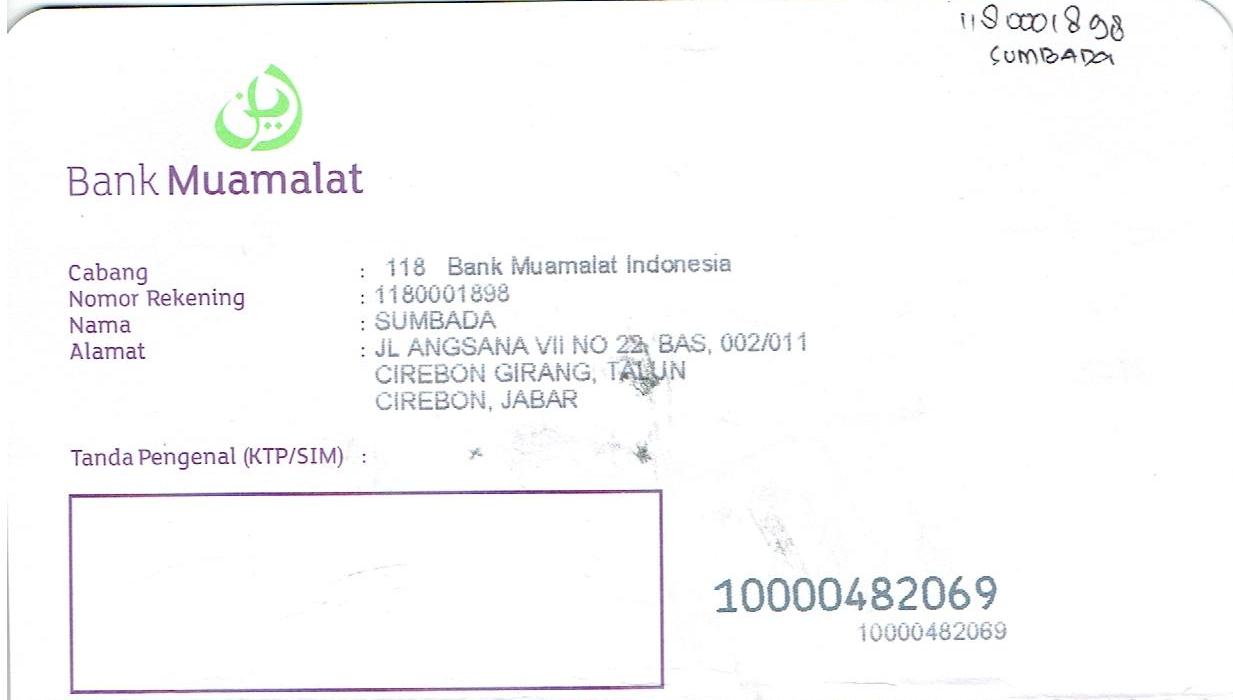 1180001898
SUMBADA
Bank Muamalat
Cabang : 118 Bank Muamalat Indonesia
Nomor Rekening : 1180001898
Nama : SUMBADA
Alamat : JL ANGSANA VII NO 22, BAS, 002/011
CIREBON GIRANG, TALUN
CIREBON, JABAR
Tanda Pengenal (KTP/SIM) :
10000482069
10000482069